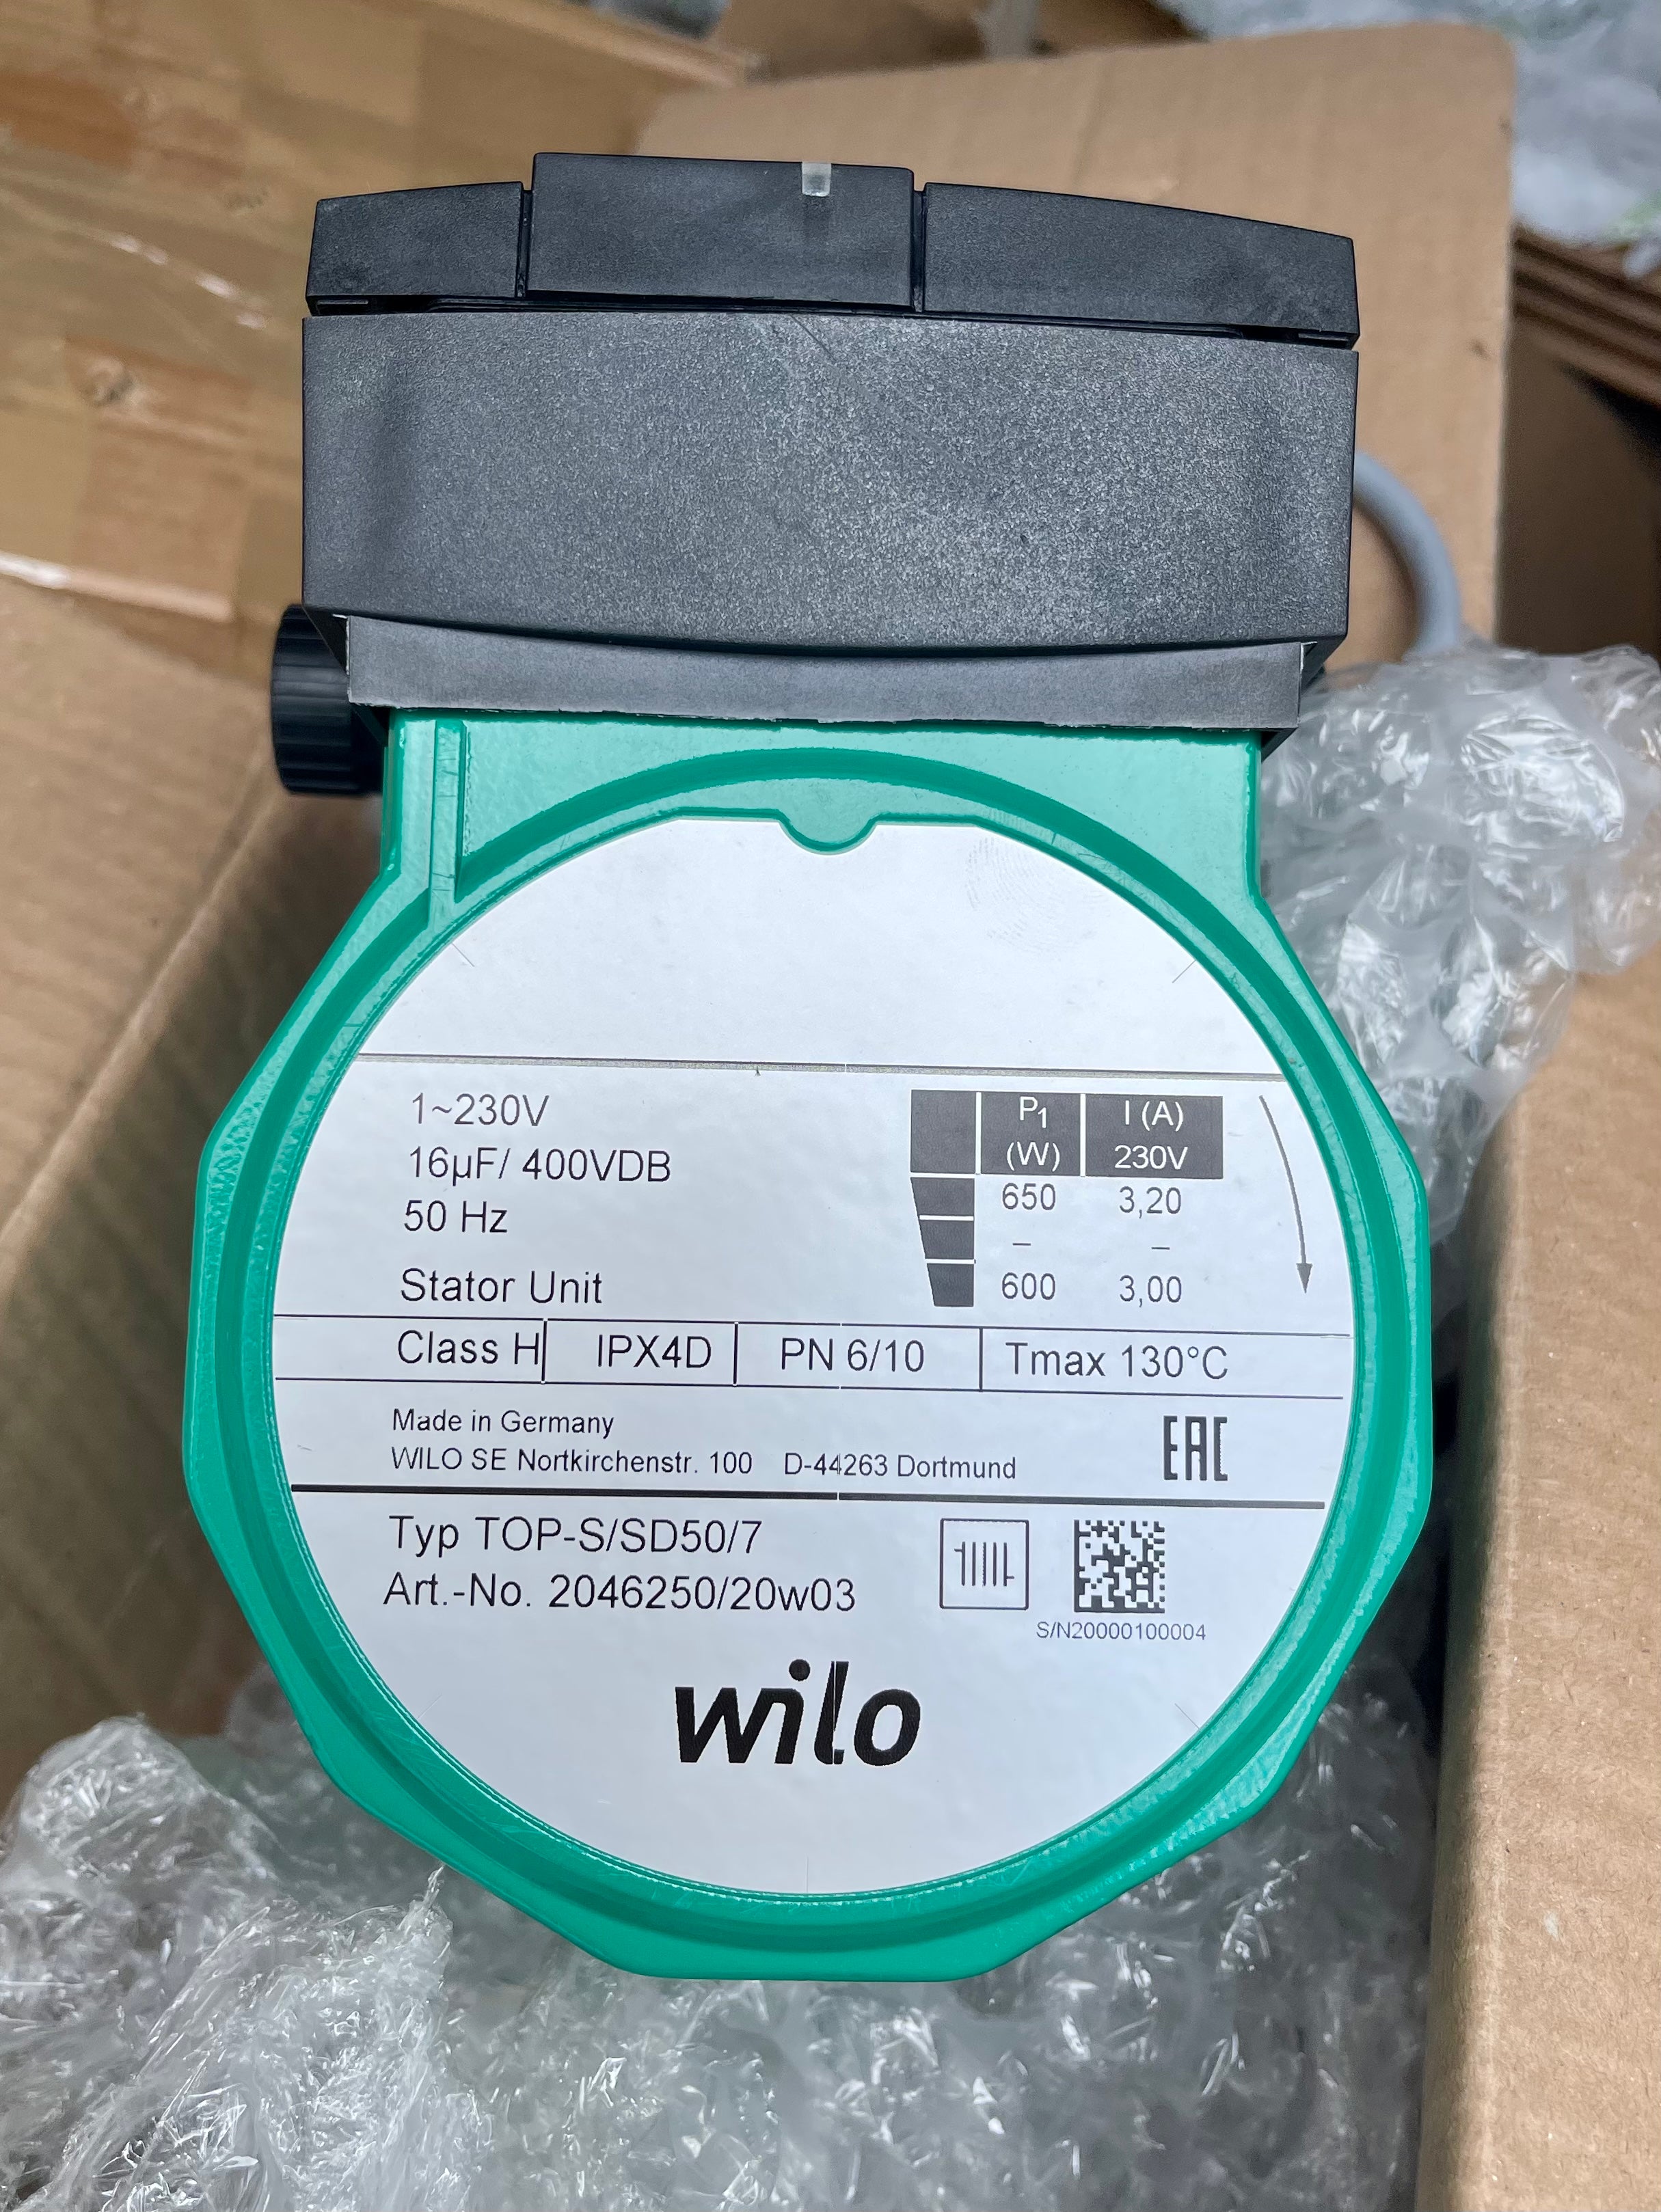 1~230V
16µF/ 400VDB
50 Hz
Stator Unit
P1 (W) I (A) 230V
650 3,20
– –
600 3,00
Class H IPX4D PN 6/10 Tmax 130°C
Made in Germany
WILO SE Nortkirchenstr. 100 D-44263 Dortmund
EAC
Typ TOP-S/SD50/7
Art.-No. 2046250/20w03
S/N20000100004
wilo